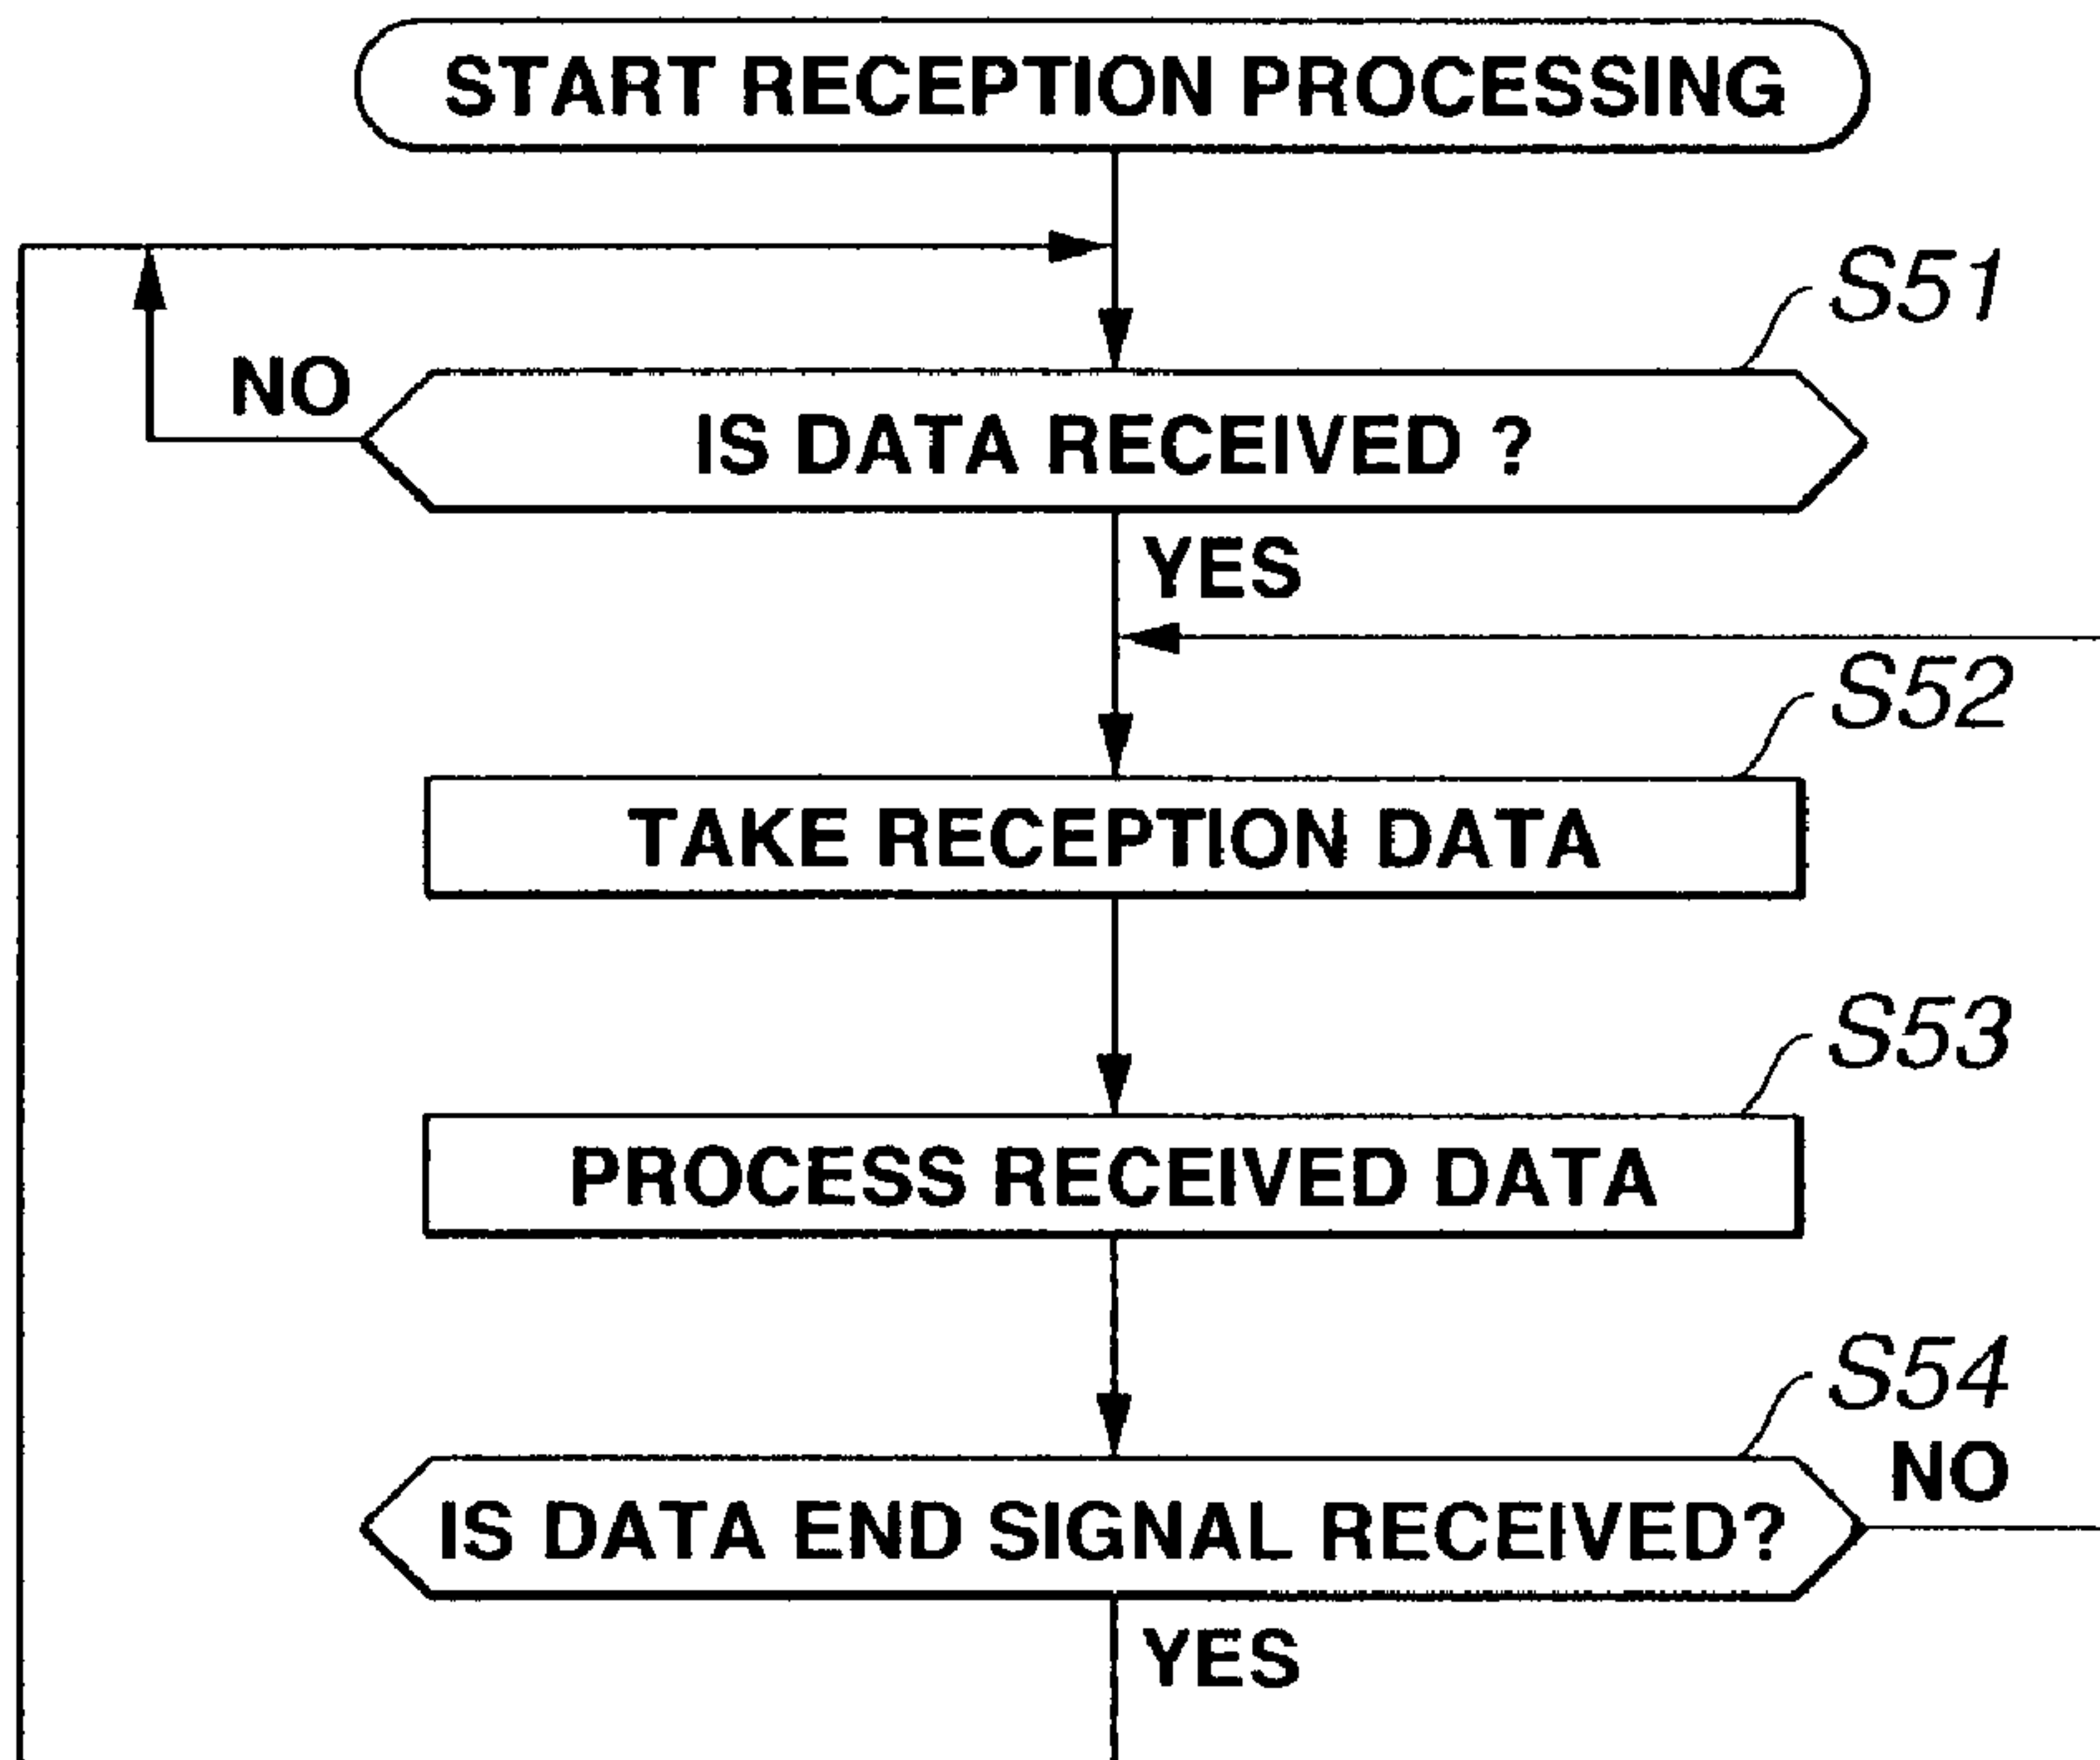 START RECEPTION PROCESSING
S51
NO
IS DATA RECEIVED ?
YES
S52
TAKE RECEPTION DATA
S53
PROCESS RECEIVED DATA
S54
NO
IS DATA END SIGNAL RECEIVED?
YES